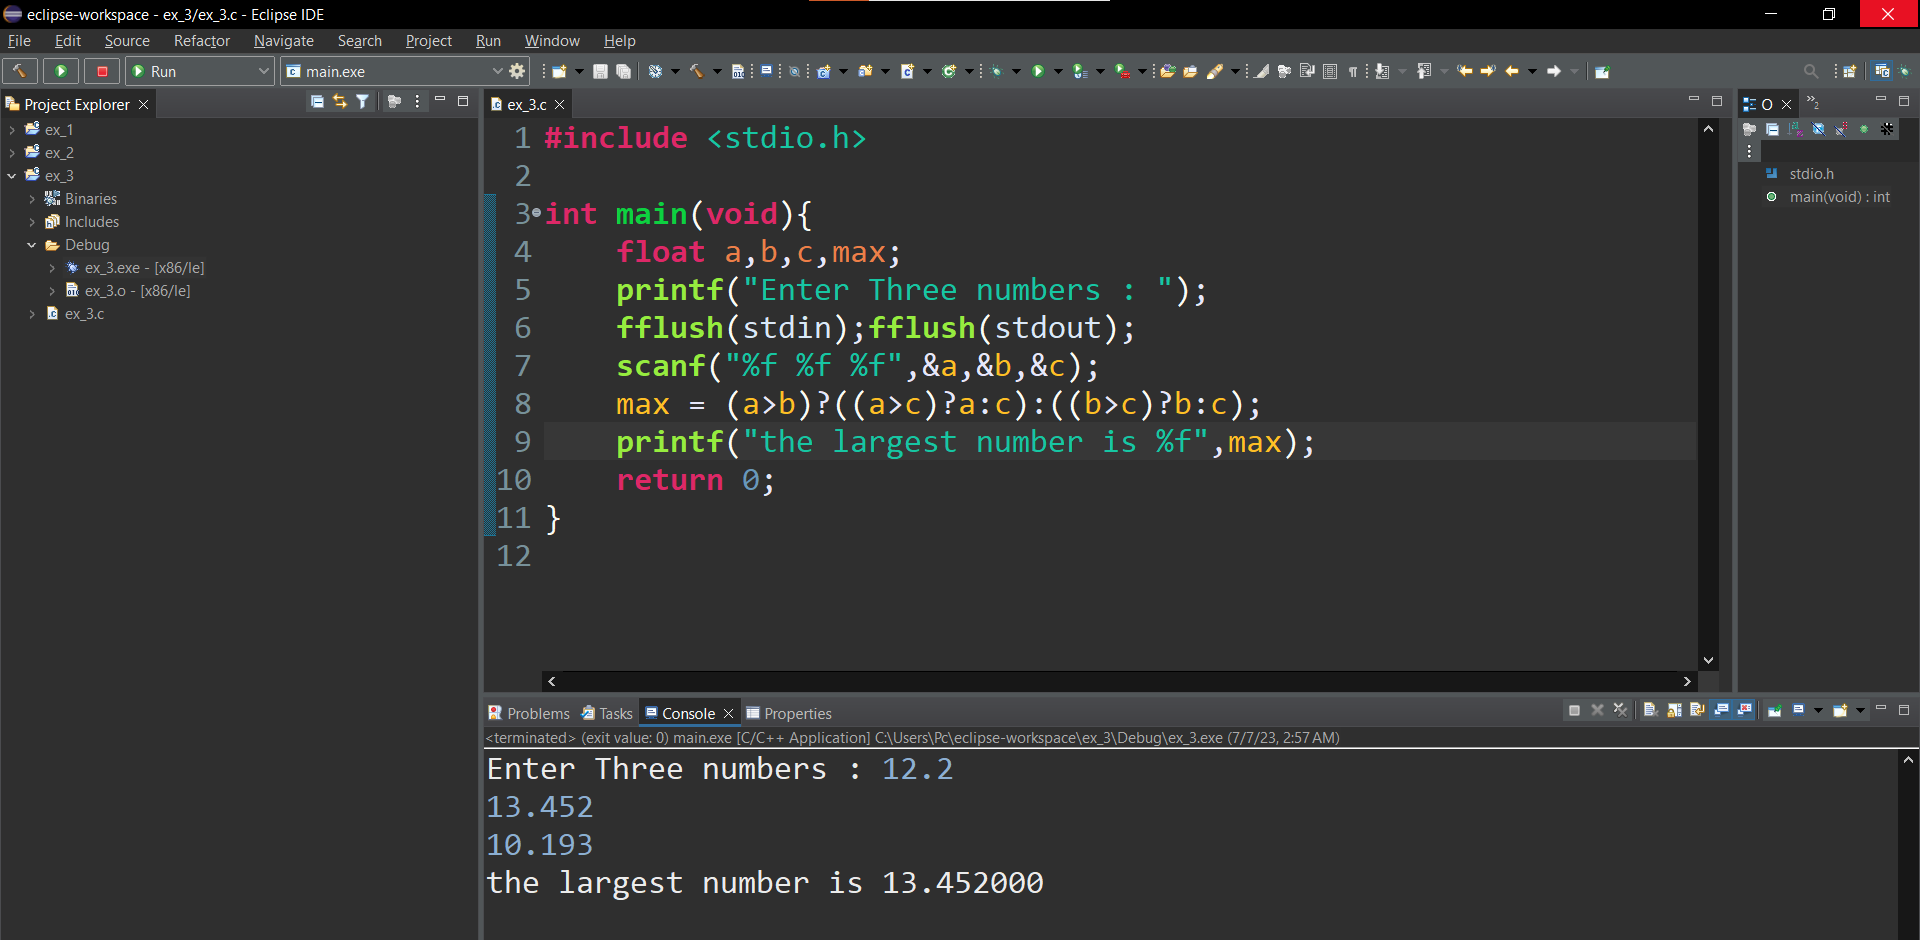 eclipse-workspace - ex_3/ex_3.c - Eclipse IDE
File Edit Source Refactor Navigate Search Project Run Window Help
Run main.exe
Project Explorer
ex_1
ex_2
ex_3
Binaries
Includes
Debug
ex_3.exe - [x86/le]
ex_3.o - [x86/le]
ex_3.c
ex_3.c
1 #include <stdio.h>
2
3 int main(void){
4 float a,b,c,max;
5 printf("Enter Three numbers : ");
6 fflush(stdin);fflush(stdout);
7 scanf("%f %f %f",&a,&b,&c);
8 max = (a>b)?((a>c)?a:c):((b>c)?b:c);
9 printf("the largest number is %f",max);
10 return 0;
11 }
12
O »2
stdio.h
main(void) : int
Problems Tasks Console Properties
<terminated> (exit value: 0) main.exe [C/C++ Application] C:\Users\Pc\eclipse-workspace\ex_3\Debug\ex_3.exe (7/7/23, 2:57 AM)
Enter Three numbers : 12.2
13.452
10.193
the largest number is 13.452000